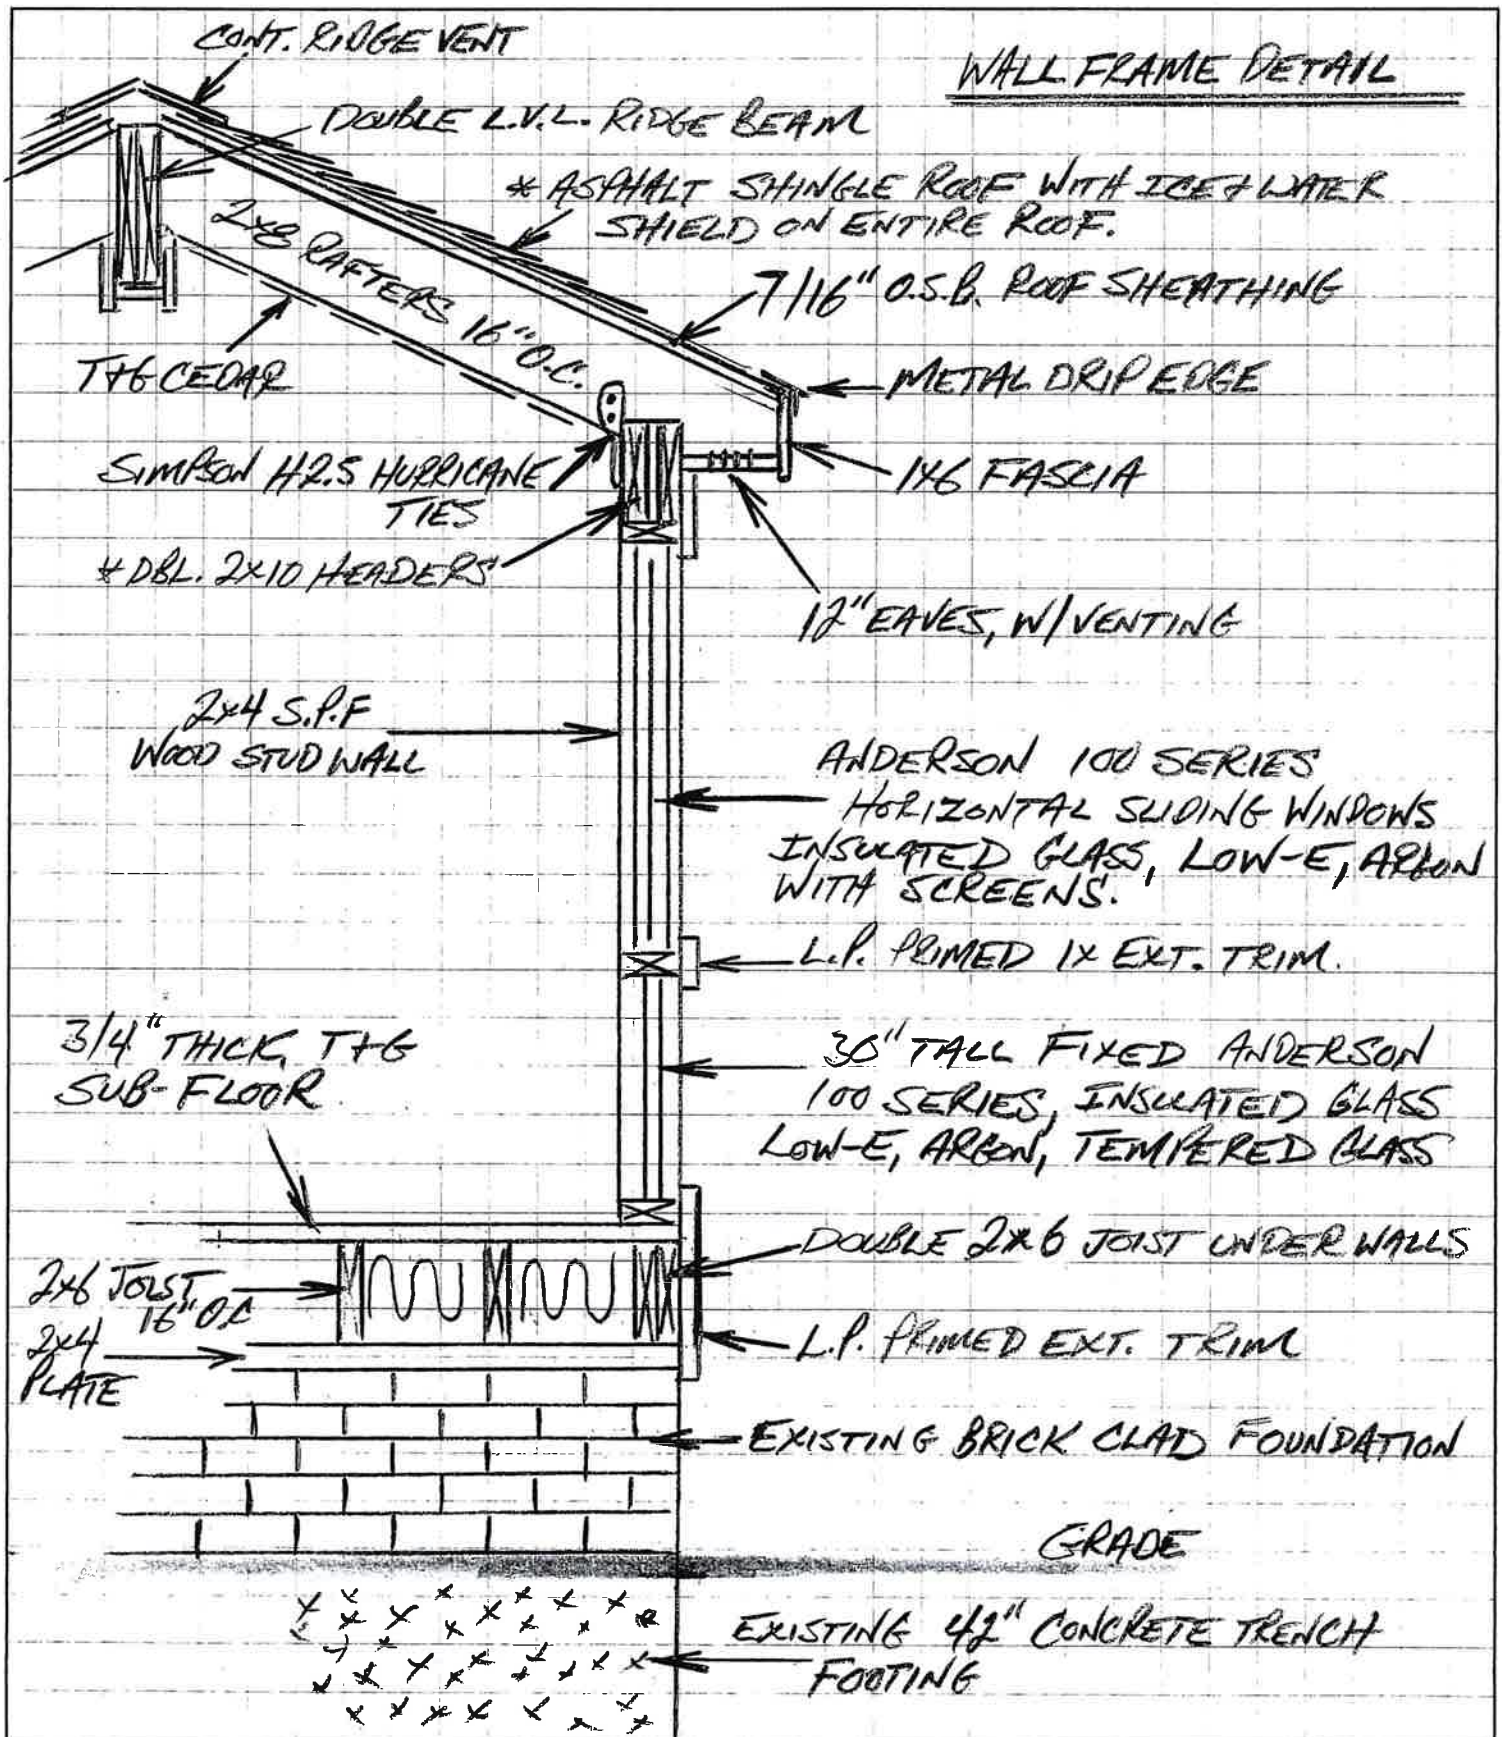 CONT. RIDGE VENT
WALL FRAME DETAIL
DOUBLE L.V.L. RIDGE BEAM
* ASPHALT SHINGLE ROOF WITH ICE + WATER
SHIELD ON ENTIRE ROOF.
2x8 RAFTERS 16" O.C.
7/16" O.S.B. ROOF SHEATHING
T+G CEDAR
METAL DRIP EDGE
SIMPSON H2.5 HURRICANE
TIES
1x6 FASCIA
* DBL. 2x10 HEADERS
12" EAVES, W/ VENTING
2x4 S.P.F
WOOD STUD WALL
ANDERSON 100 SERIES
HORIZONTAL SLIDING WINDOWS
INSULATED GLASS, LOW-E, ARGON
WITH SCREENS.
L.P. PRIMED 1x EXT. TRIM.
3/4" THICK, T+G
SUB-FLOOR
TALL FIXED ANDERSON
100 SERIES, INSULATED GLASS
LOW-E, ARGON, TEMPERED GLASS
DOUBLE 2x6 JOIST UNDER WALLS
2x6 JOIST
16" O.C
2x4
PLATE
L.P. PRIMED EXT. TRIM
EXISTING BRICK CLAD FOUNDATION
GRADE
EXISTING 42" CONCRETE TRENCH
FOOTING